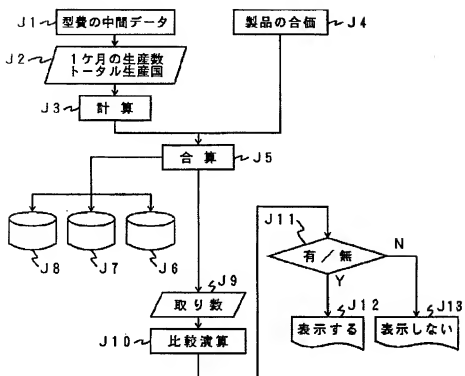 J1
型費の中間データ
製品の合価
J4
J2
1ケ月の生産数
トータル生産国
J3
計算
合算
J5
J8
J7
J6
J9
取り数
J10
比較演算
J11
有/無
N
Y
J12
J13
表示する
表示しない